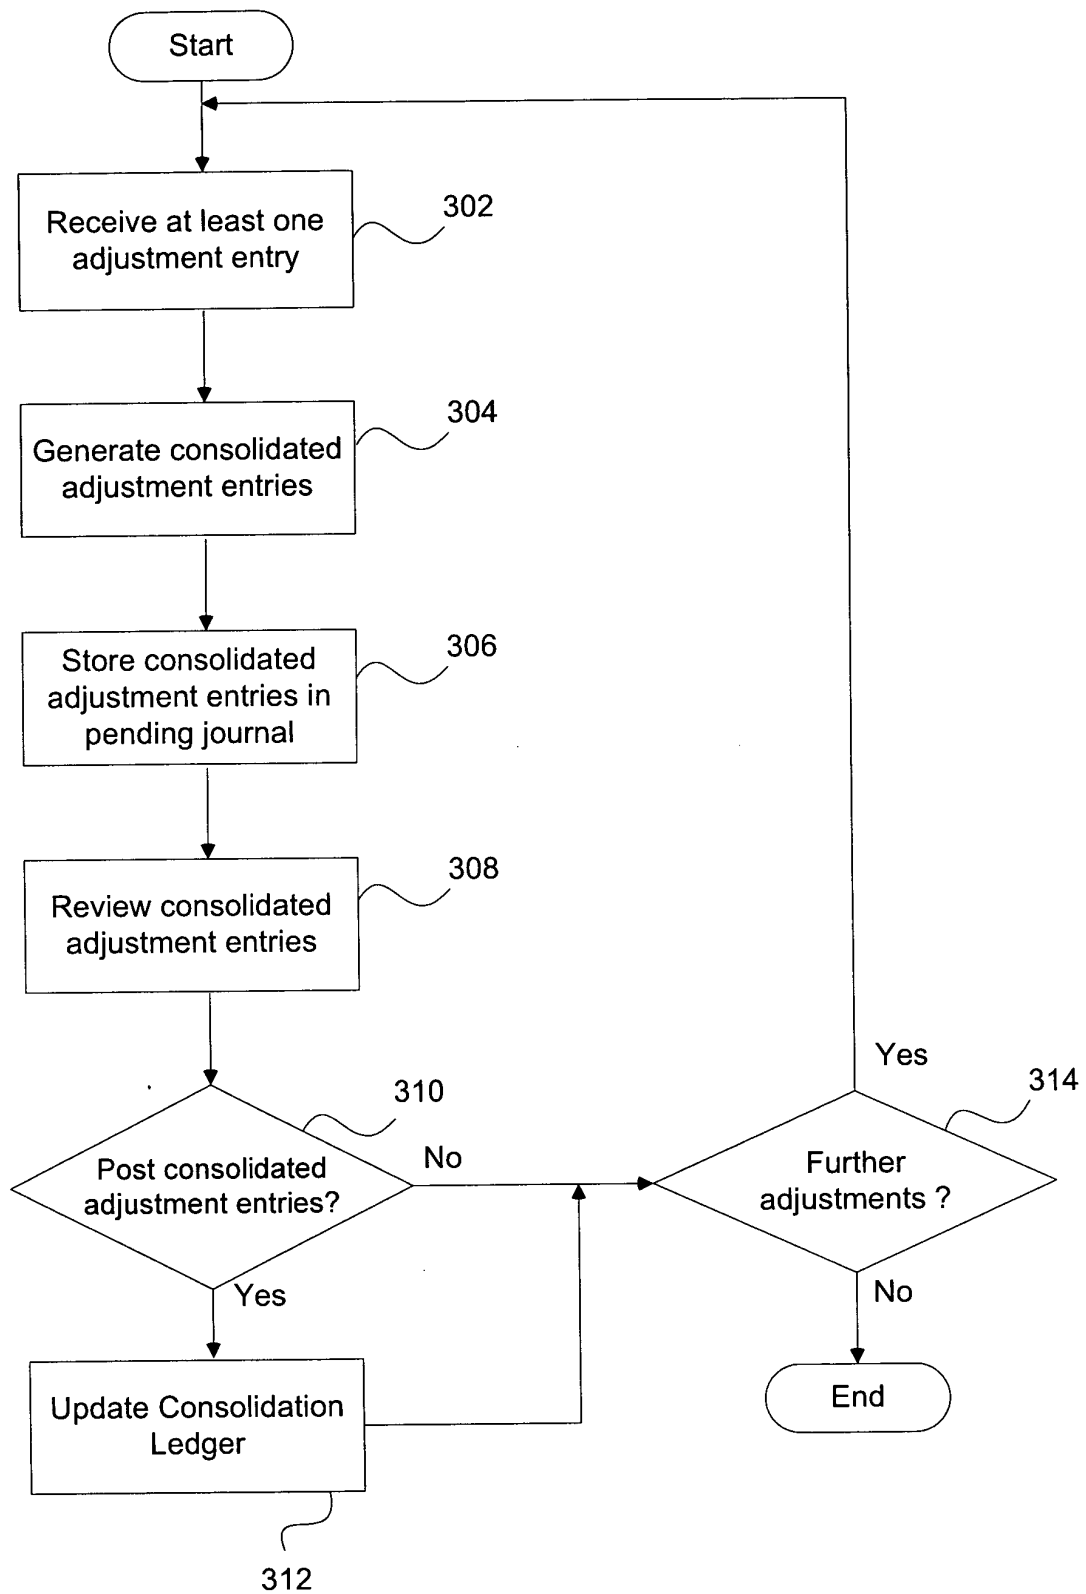 Start
Receive at least one
adjustment entry
302
Generate consolidated
adjustment entries
304
Store consolidated
adjustment entries in
pending journal
306
Review consolidated
adjustment entries
308
Post consolidated
adjustment entries?
310
No
Yes
Update Consolidation
Ledger
312
Further
adjustments ?
314
Yes
No
End